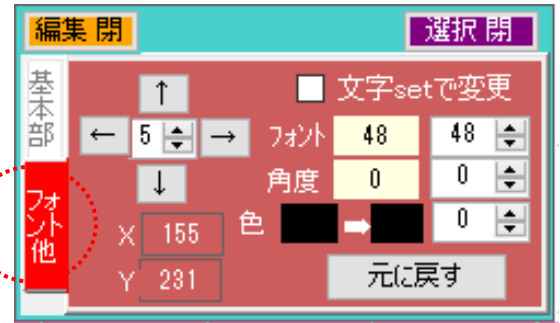 編集 閉
選択 閉
基本部
フォント他
↑
← 5 →
↓
X 155
Y 231
文字setで変更
フォント 48 48
角度 0 0
色 ➡ 0
元に戻す